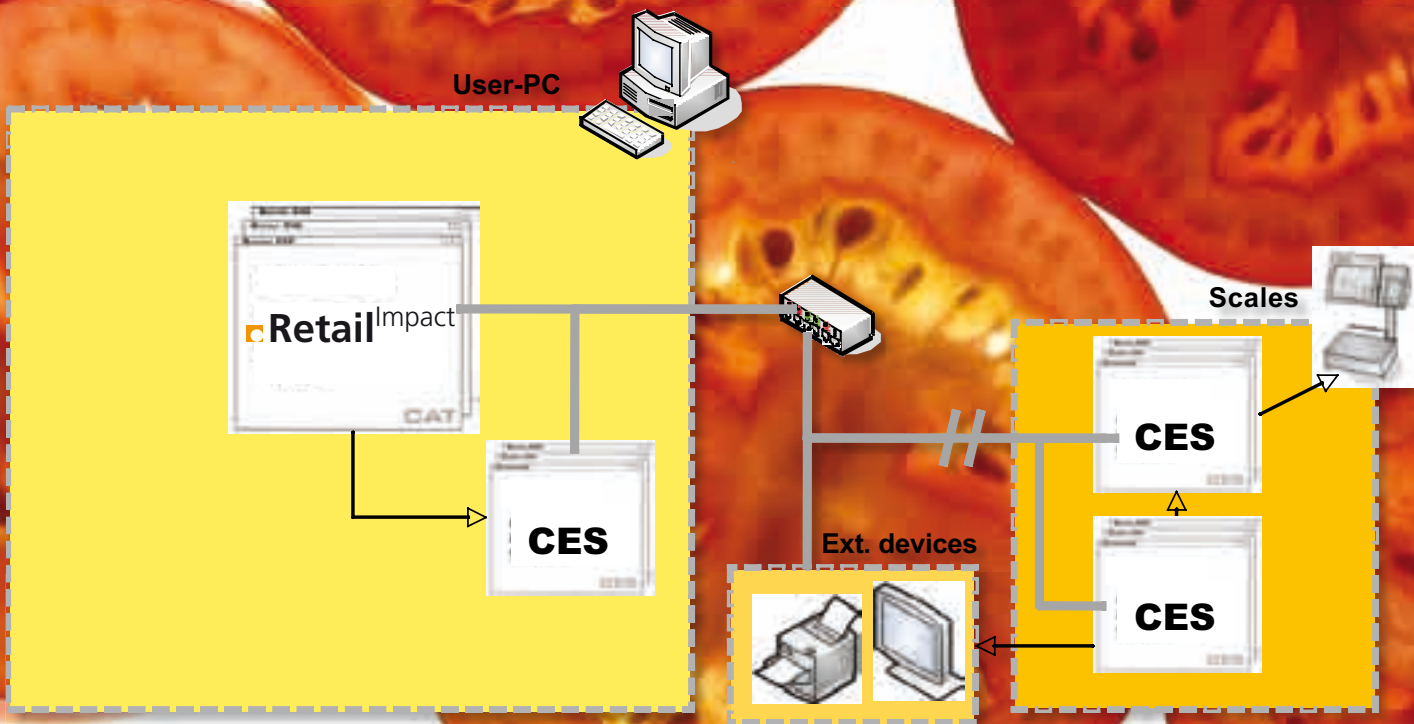 User-PC
Retail Impact
CAT
CES
Scales
CES
CES
Ext. devices